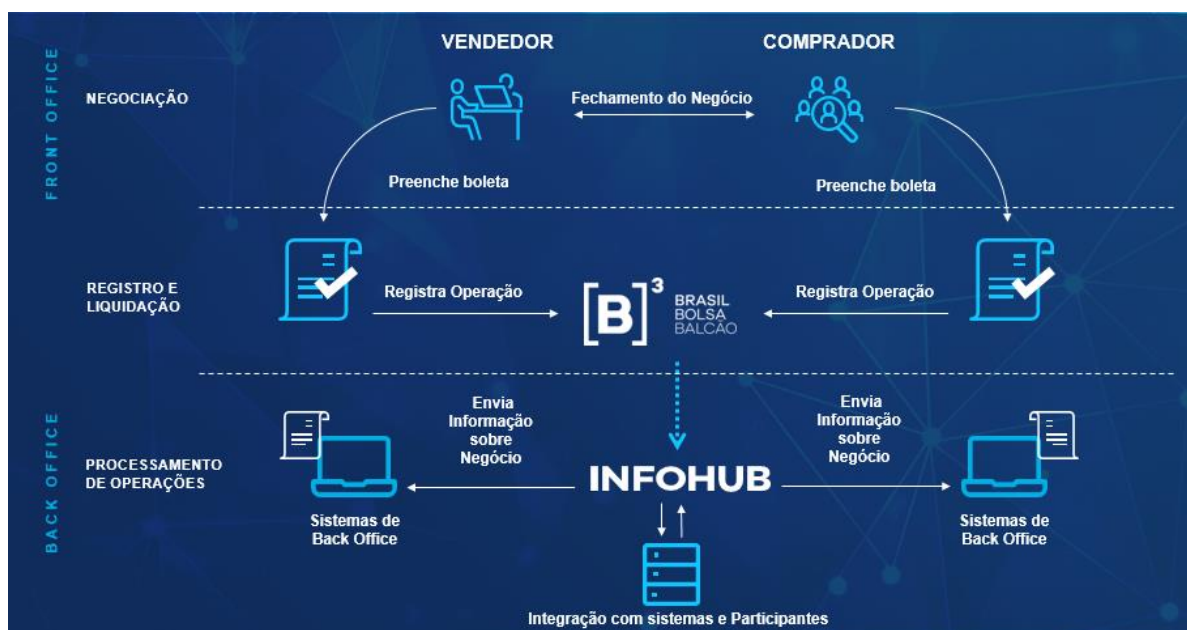 FRONT OFFICE
VENDEDOR
COMPRADOR
NEGOCIAÇÃO
Fechamento do Negócio
Preenche boleta
Preenche boleta
REGISTRO E
LIQUIDAÇÃO
Registra Operação
[B]³
BRASIL
BOLSA
BALCÃO
Registra Operação
BACK OFFICE
PROCESSAMENTO
DE OPERAÇÕES
Envia
Informação
sobre
Negócio
Envia
Informação
sobre
Negócio
INFOHUB
Sistemas de
Back Office
Sistemas de
Back Office
Integração com sistemas e Participantes